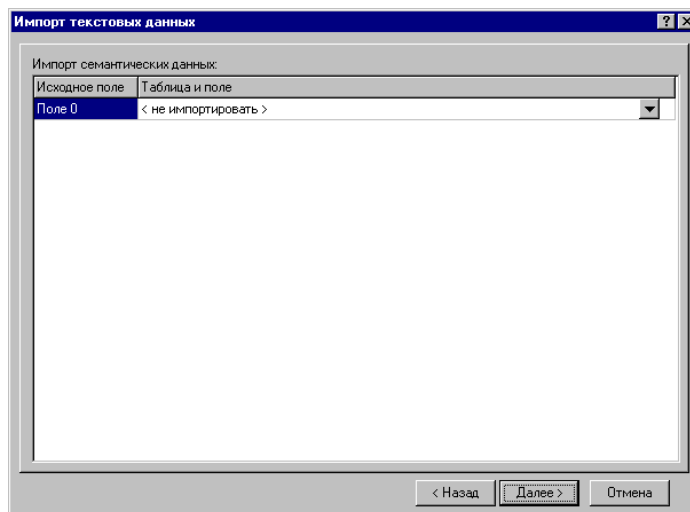 Импорт текстовых данных
Импорт семантических данных:
Исходное поле Таблица и поле
Поле 0 < не импортировать >
< Назад Далее > Отмена